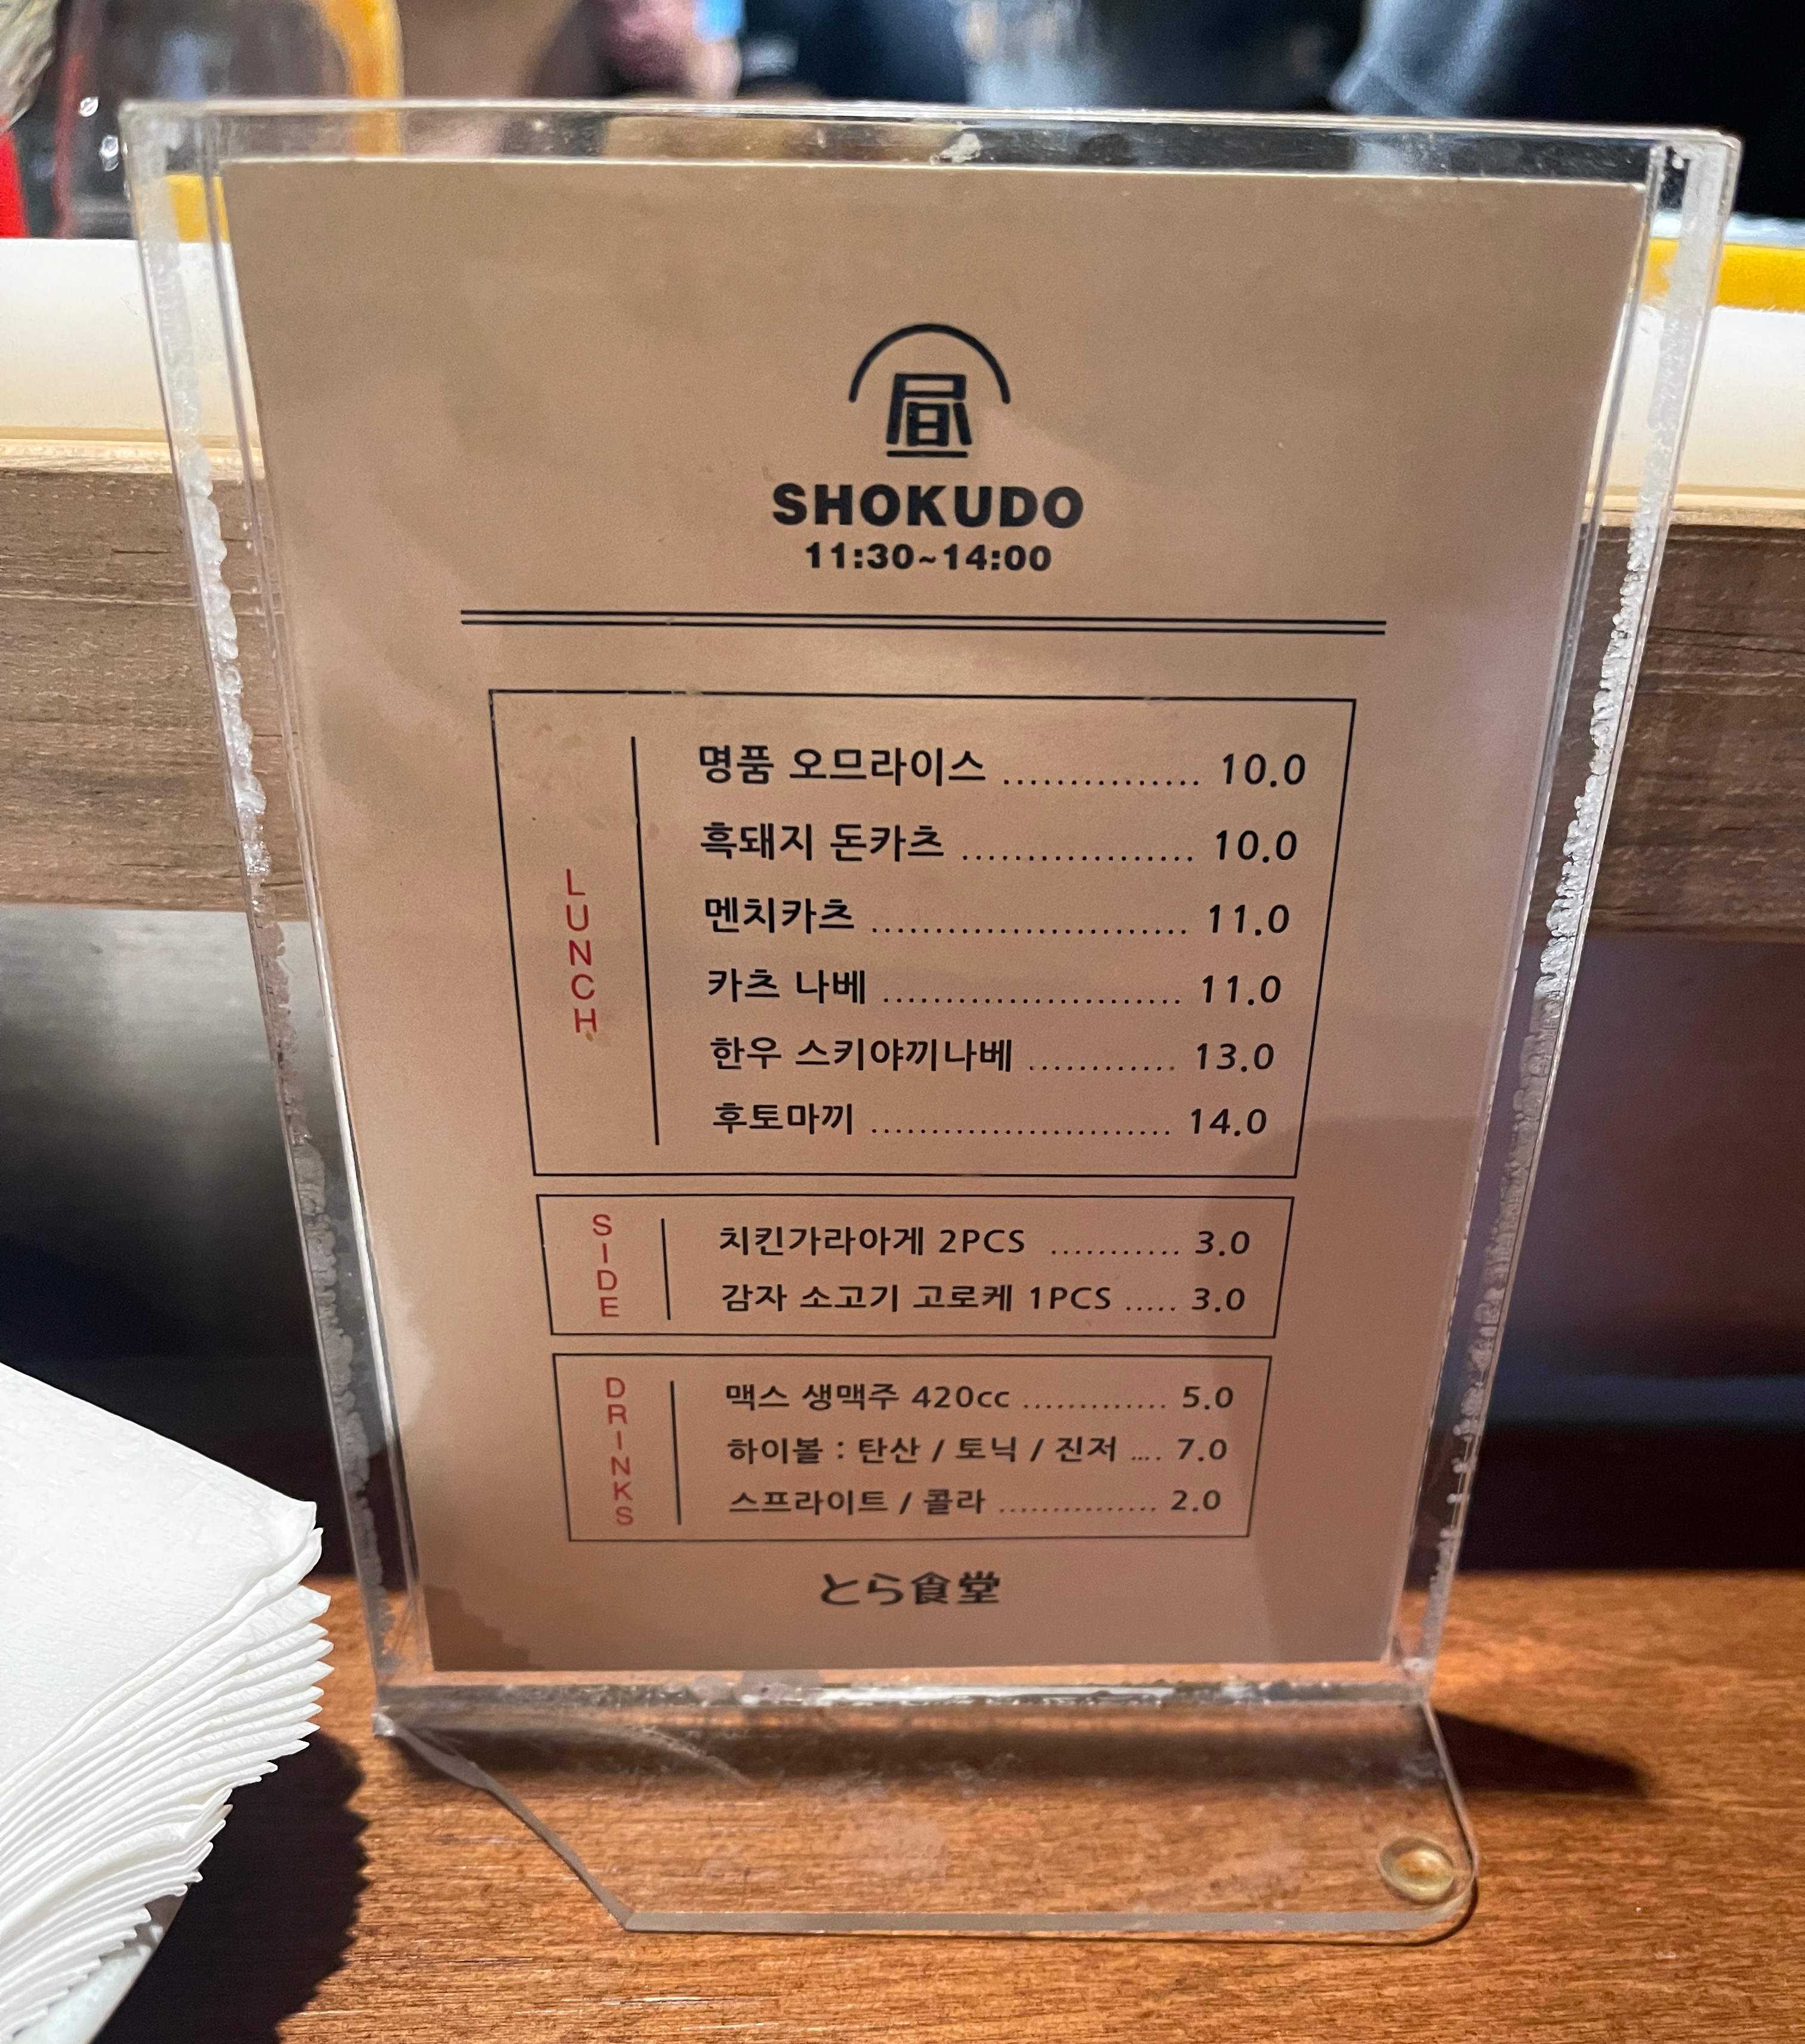 昼
SHOKUDO
11:30~14:00
LUNCH
명품 오므라이스 ............... 10.0
흑돼지 돈카츠 .................. 10.0
멘치카츠 ......................... 11.0
카츠 나베 ........................ 11.0
한우 스키야끼나베 ............ 13.0
후토마끼 ......................... 14.0
SIDE
치킨가라아게 2PCS ........... 3.0
감자 소고기 고로케 1PCS ..... 3.0
DRINKS
맥스 생맥주 420cc ............. 5.0
하이볼 : 탄산 / 토닉 / 진저 .... 7.0
스프라이트 / 콜라 ............... 2.0
とら食堂